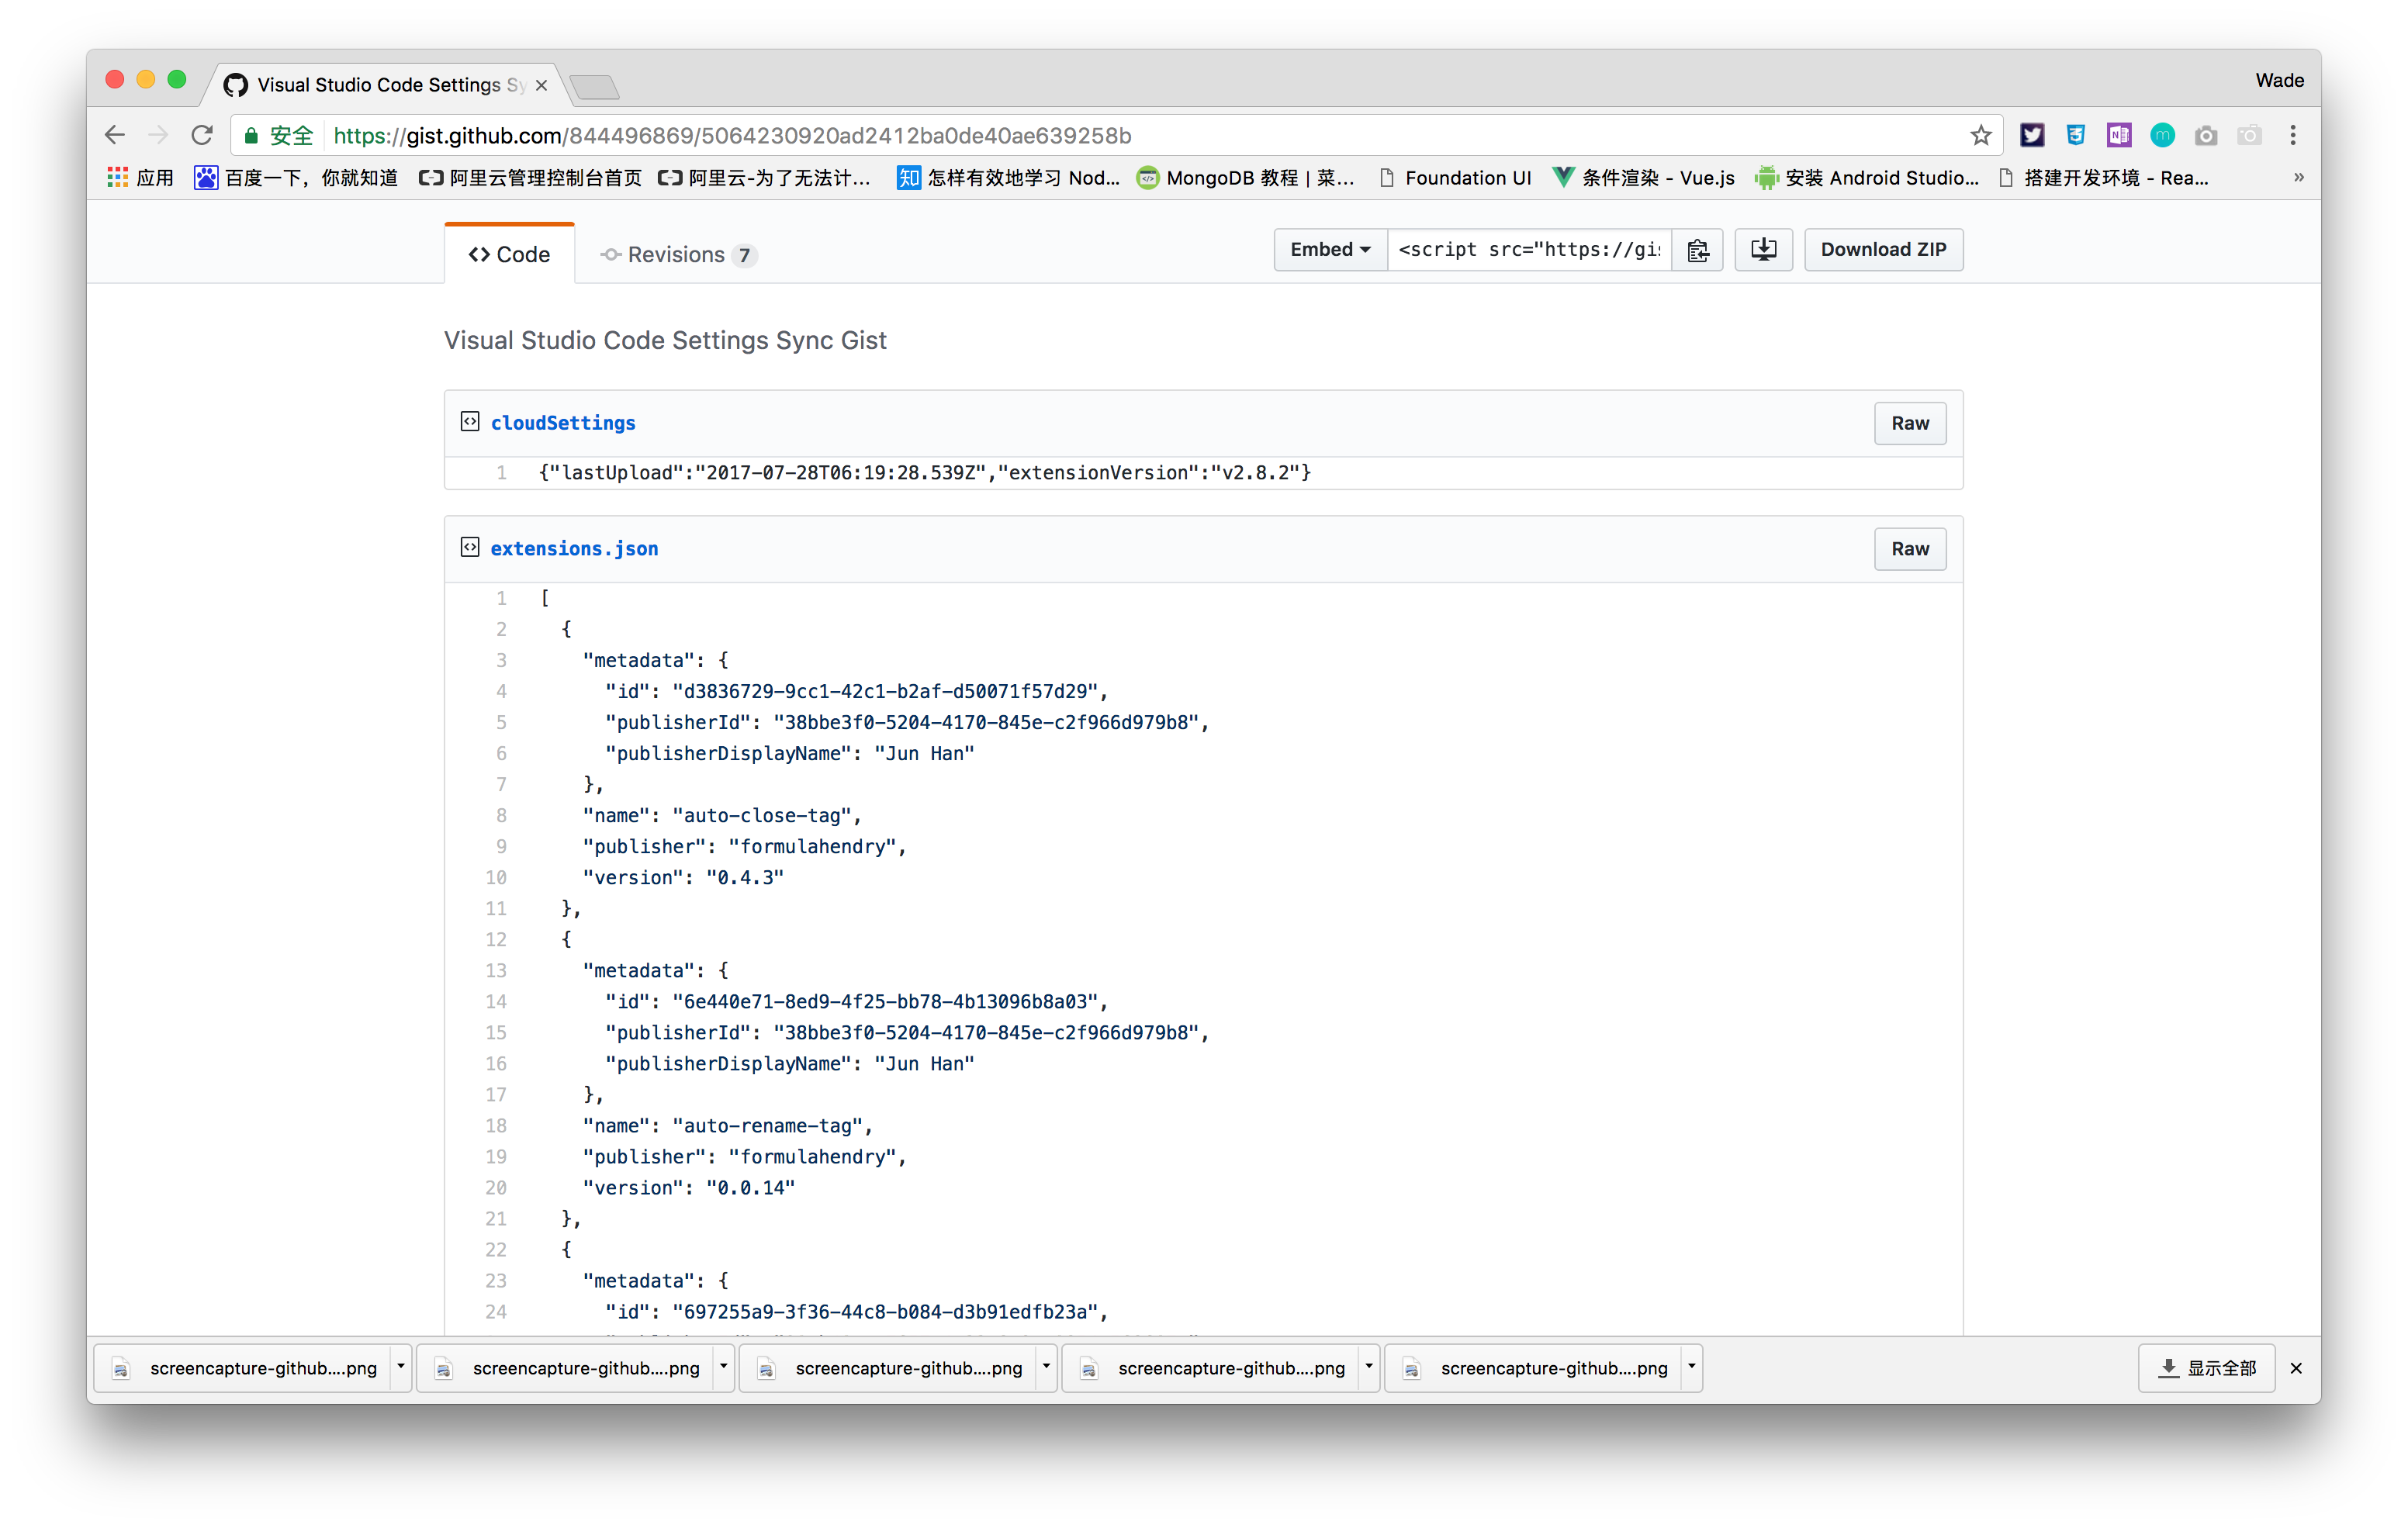 Visual Studio Code Settings Sy
Wade
安全 https://gist.github.com/844496869/5064230920ad2412ba0de40ae639258b
应用 百度一下，你就知道 阿里云管理控制台首页 阿里云-为了无法计... 知 怎样有效地学习 Nod... MongoDB 教程 | 菜... Foundation UI 条件渲染 - Vue.js 安装 Android Studio... 搭建开发环境 - Rea... »
Code Revisions 7 Embed <script src="https://gi Download ZIP
Visual Studio Code Settings Sync Gist
cloudSettings Raw
1 {"lastUpload":"2017-07-28T06:19:28.539Z","extensionVersion":"v2.8.2"}
extensions.json Raw
1 [
2 {
3 "metadata": {
4 "id": "d3836729-9cc1-42c1-b2af-d50071f57d29",
5 "publisherId": "38bbe3f0-5204-4170-845e-c2f966d979b8",
6 "publisherDisplayName": "Jun Han"
7 },
8 "name": "auto-close-tag",
9 "publisher": "formulahendry",
10 "version": "0.4.3"
11 },
12 {
13 "metadata": {
14 "id": "6e440e71-8ed9-4f25-bb78-4b13096b8a03",
15 "publisherId": "38bbe3f0-5204-4170-845e-c2f966d979b8",
16 "publisherDisplayName": "Jun Han"
17 },
18 "name": "auto-rename-tag",
19 "publisher": "formulahendry",
20 "version": "0.0.14"
21 },
22 {
23 "metadata": {
24 "id": "697255a9-3f36-44c8-b084-d3b91edfb23a",
screencapture-github....png screencapture-github....png screencapture-github....png screencapture-github....png screencapture-github....png 显示全部